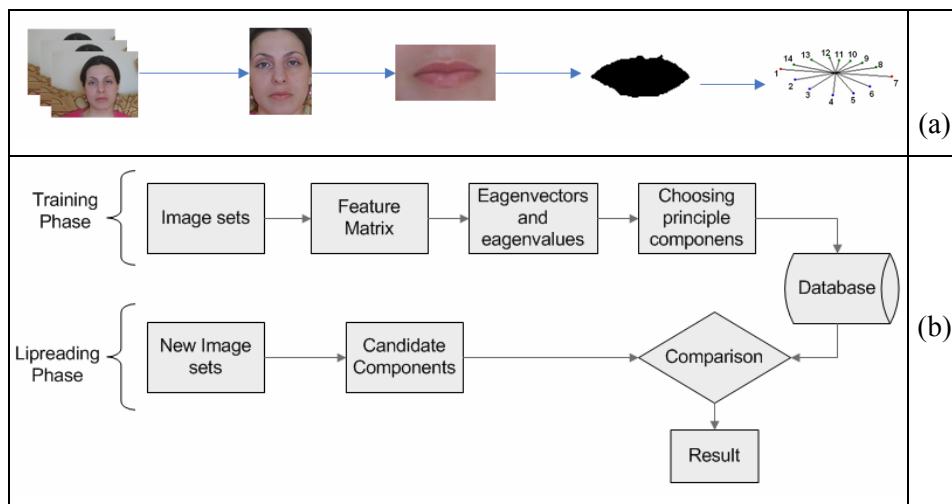 14 13 12 11 10 9 8
1 7
2 3 4 5 6
(a)
Training
Phase
Image sets
Feature
Matrix
Eagenvectors
and
eagenvalues
Choosing
principle
componens
Database
(b)
Lipreading
Phase
New Image
sets
Candidate
Components
Comparison
Result